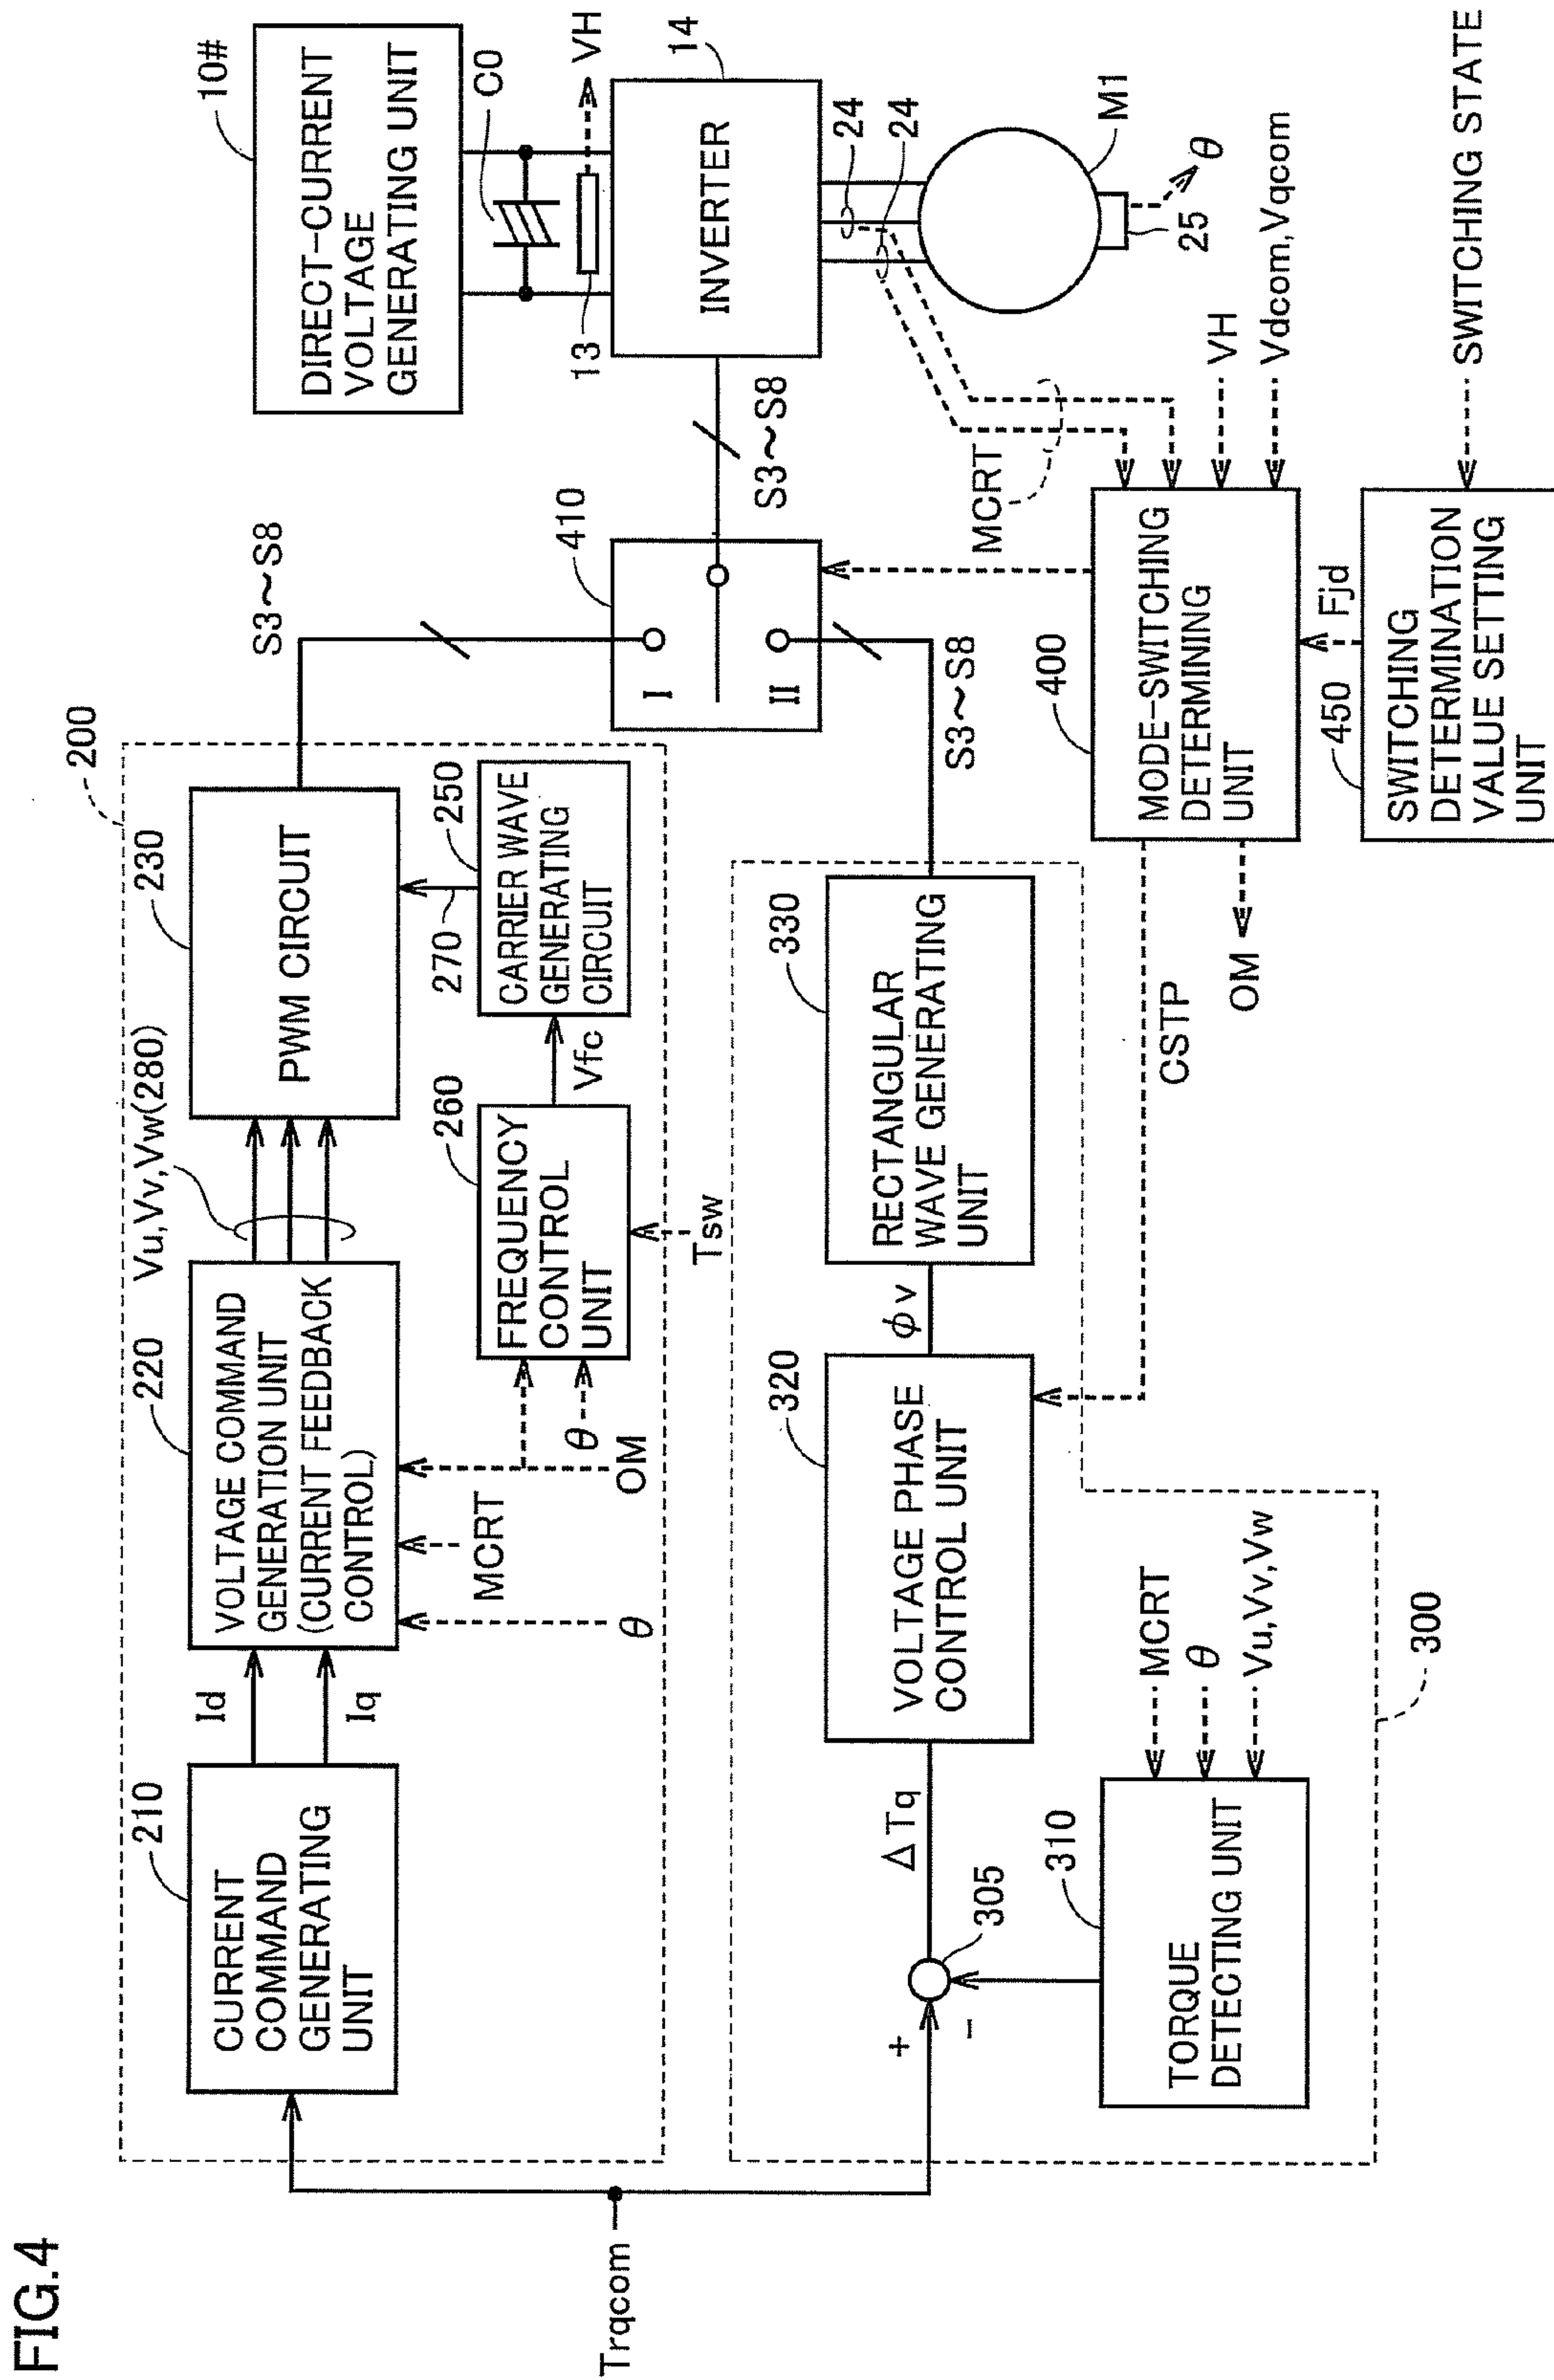 FIG.4
Trqcom
200
210
CURRENT
COMMAND
GENERATING
UNIT
Id
Iq
220
VOLTAGE COMMAND
GENERATION UNIT
(CURRENT FEEDBACK
CONTROL)
θ
MCRT
OM
Vu,Vv,Vw(280)
230
PWM CIRCUIT
S3~S8
260
FREQUENCY
CONTROL
UNIT
θ
Tsw
Vfc
270
250
CARRIER WAVE
GENERATING
CIRCUIT
10#
DIRECT-CURRENT
VOLTAGE
GENERATING UNIT
C0
13
VH
14
INVERTER
410
I
II
S3~S8
S3~S8
24
24
M1
25
θ
+
−
305
ΔTq
320
VOLTAGE PHASE
CONTROL UNIT
φv
330
RECTANGULAR
WAVE GENERATING
UNIT
310
TORQUE
DETECTING UNIT
MCRT
θ
Vu,Vv,Vw
300
CSTP
OM
400
MODE-SWITCHING
DETERMINING
UNIT
MCRT
VH
Vdcom,Vqcom
Fjd
450
SWITCHING
DETERMINATION
VALUE SETTING
UNIT
SWITCHING STATE